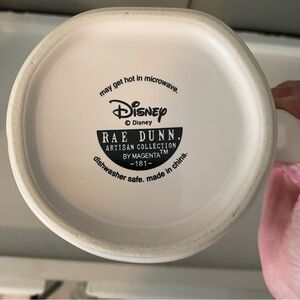 may get hot in microwave.
Disney
© Disney
RAE DUNN.
ARTISAN COLLECTION
BY MAGENTA™
-181-
dishwasher safe. made in china.